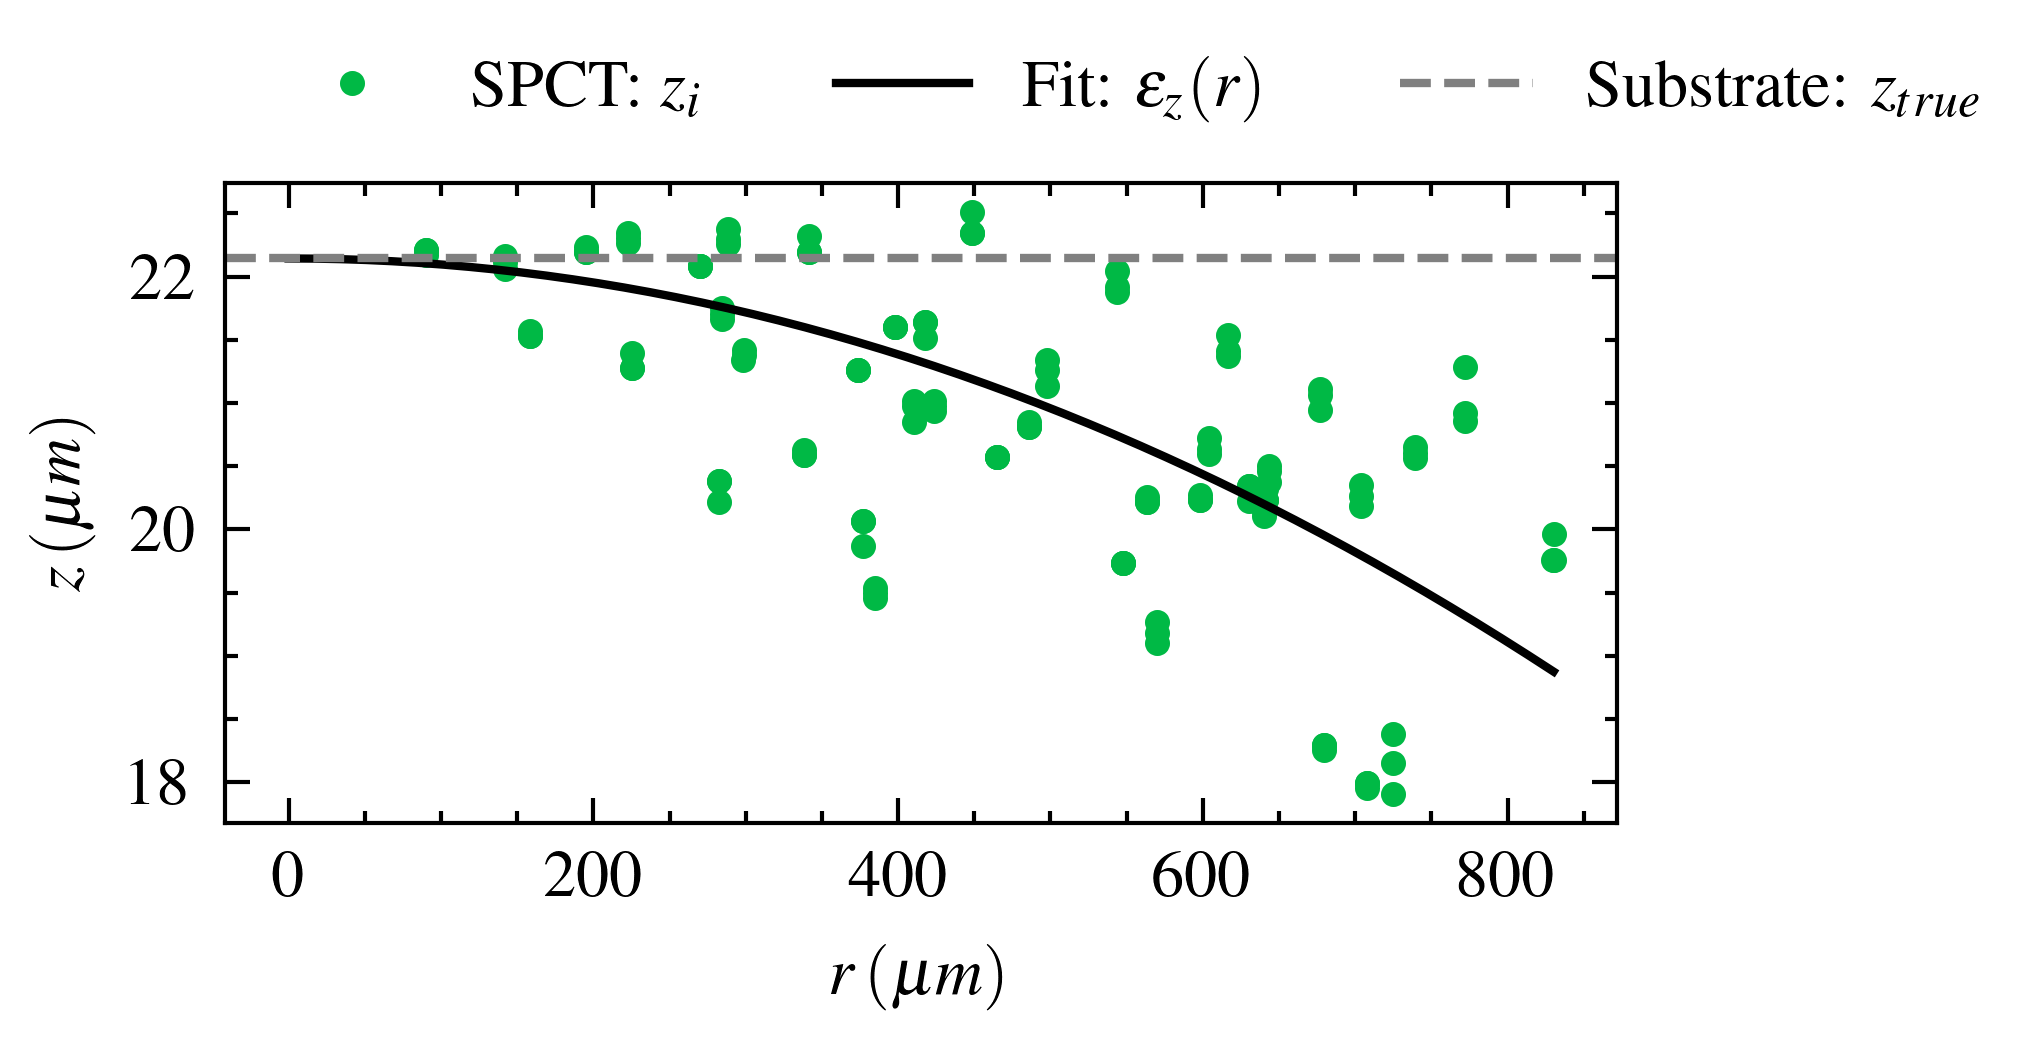 SPCT: z_i Fit: ε_z(r) Substrate: z_true
22
20
18
z (μm)
0 200 400 600 800
r (μm)